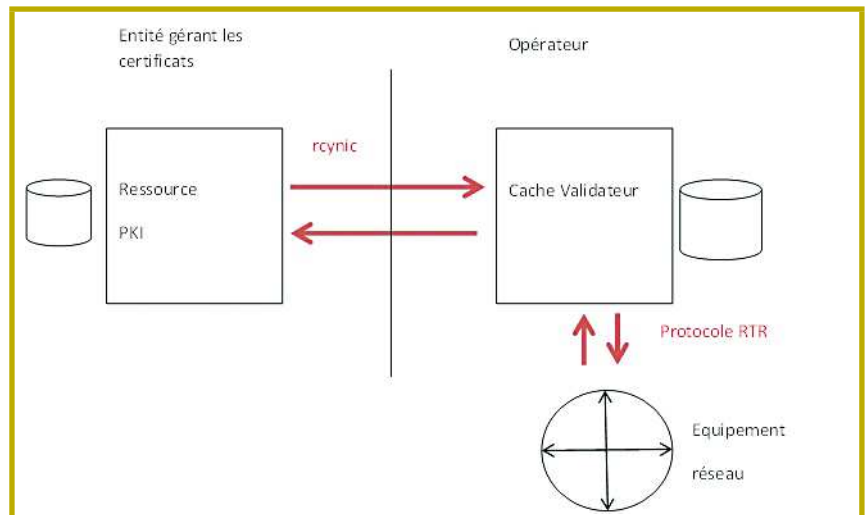 Entité gérant les
certificats
Opérateur
rcynic
Ressource
PKI
Cache Validateur
Protocole RTR
Equipement
réseau